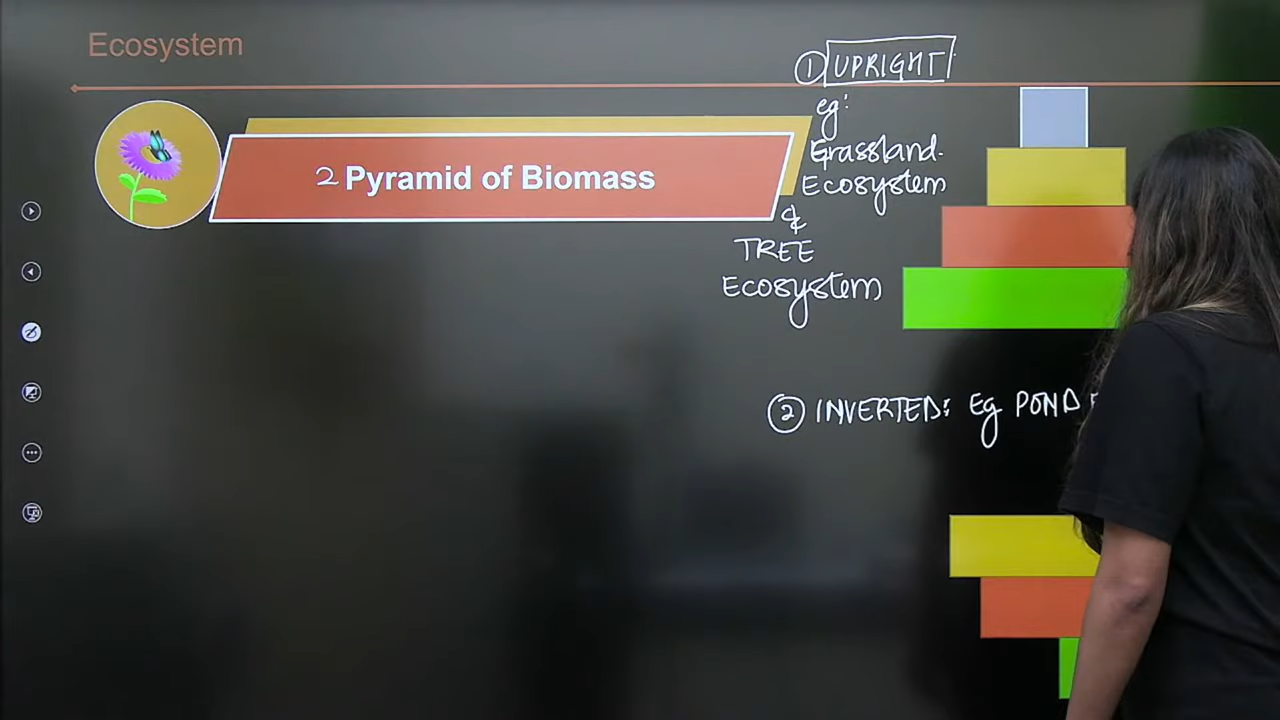 Ecosystem
① UPRIGHT
eg:
Grassland
Ecosystem
2 Pyramid of Biomass
&
TREE
Ecosystem
② INVERTED: Eg POND